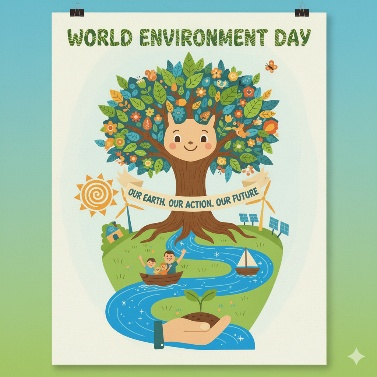 WORLD ENVIRONMENT DAY
OUR EARTH. OUR ACTION. OUR FUTURE